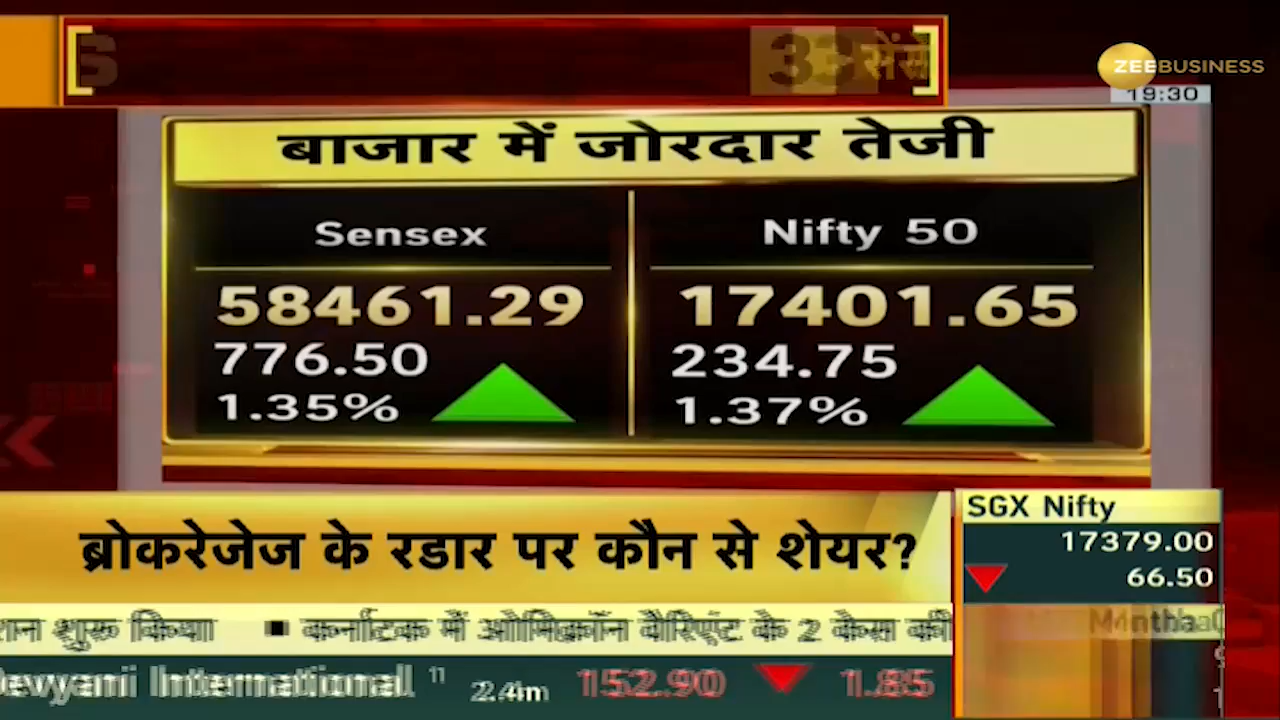 ZEEBUSINESS
19:30
बाजार में जोरदार तेजी
Sensex
58461.29
776.50
1.35%
Nifty 50
17401.65
234.75
1.37%
ब्रोकरेजेज के रडार पर कौन से शेयर?
SGX Nifty
17379.00
66.50
शुरू किया ■ कर्नाटक में ओमिक्रॉन वैरिएंट के 2 केस की
Devyani International 11 2.4m 152.90 1.85